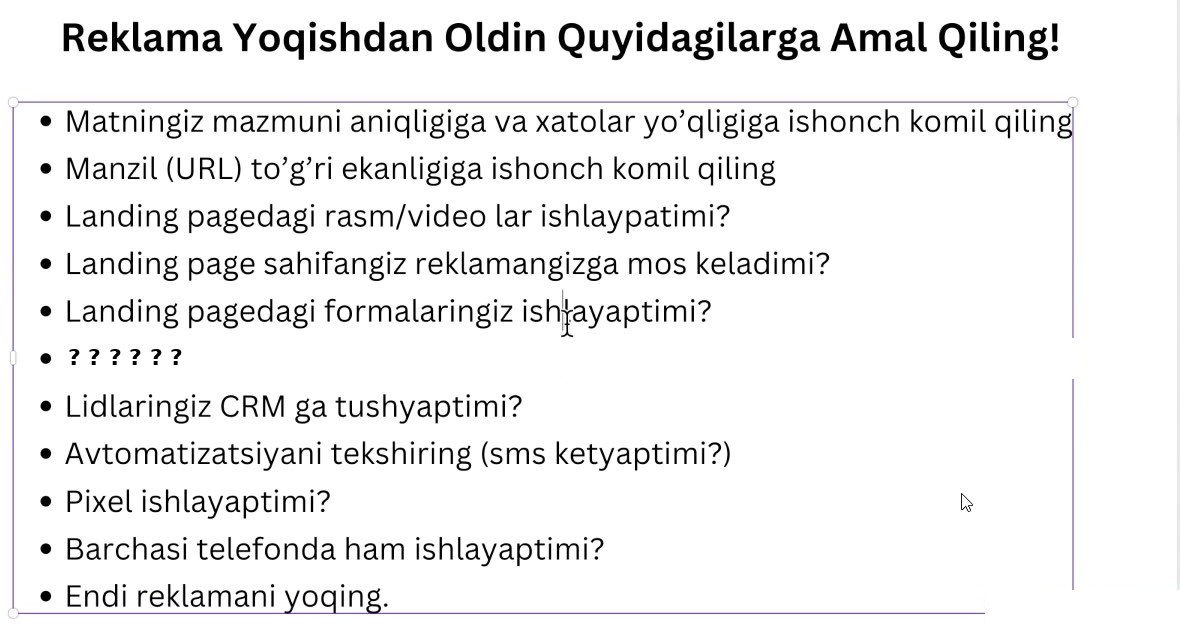 Reklama Yoqishdan Oldin Quyidagilarga Amal Qiling!
• Matningiz mazmuni aniqligiga va xatolar yo’qligiga ishonch komil qiling
• Manzil (URL) to’g’ri ekanligiga ishonch komil qiling
• Landing pagedagi rasm/video lar ishlaypatimi?
• Landing page sahifangiz reklamangizga mos keladimi?
• Landing pagedagi formalaringiz ishlayaptimi?
• ? ? ? ? ? ?
• Lidlaringiz CRM ga tushyaptimi?
• Avtomatizatsiyani tekshiring (sms ketyaptimi?)
• Pixel ishlayaptimi?
• Barchasi telefonda ham ishlayaptimi?
• Endi reklamani yoqing.